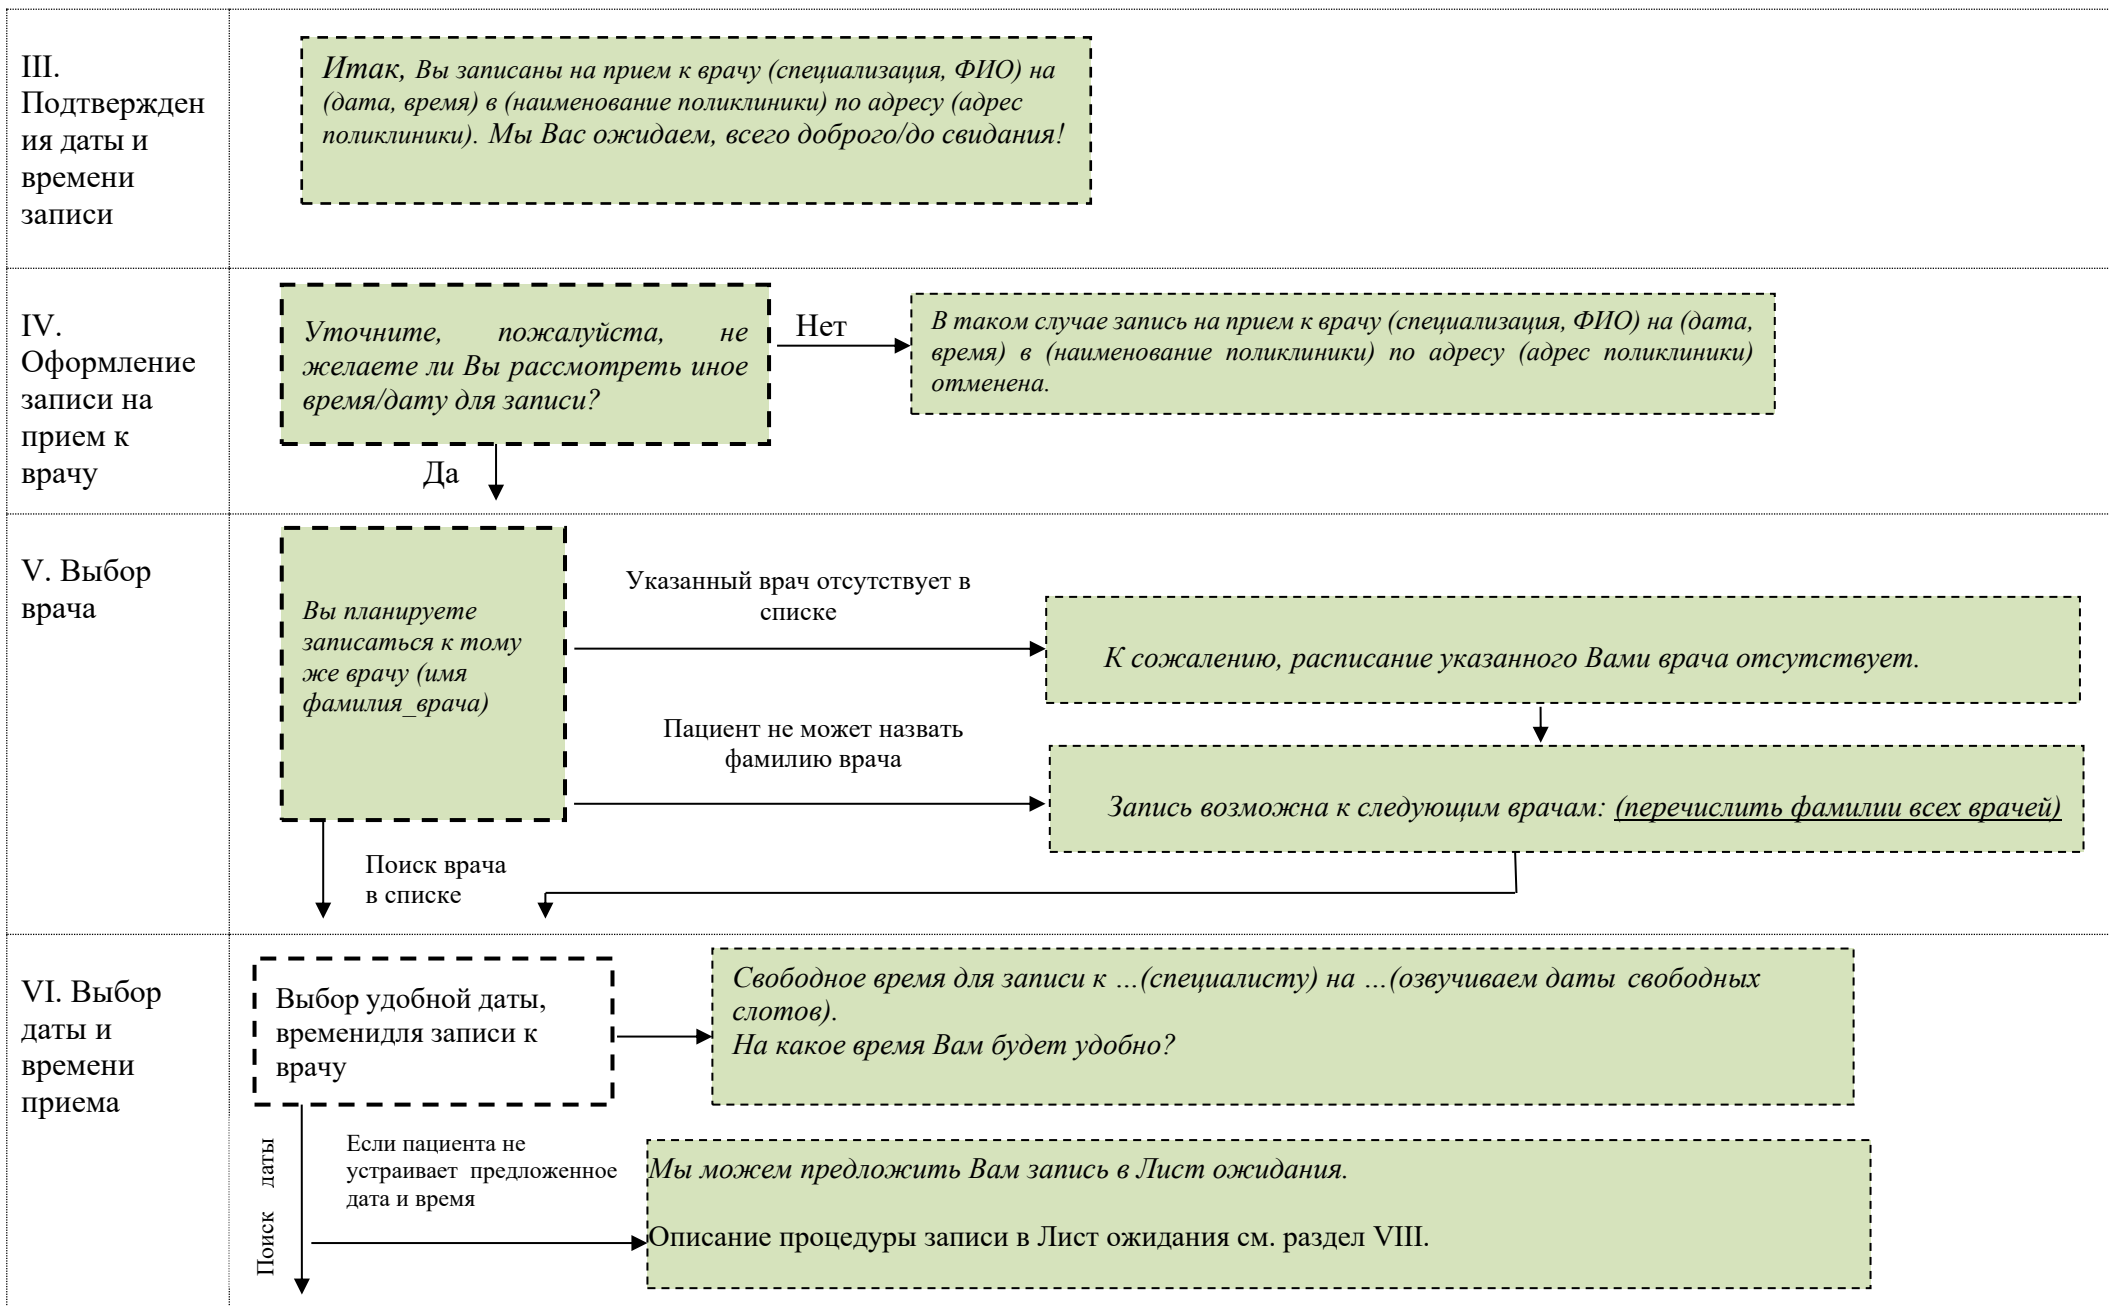 III.
Подтвержден
ия даты и
времени
записи
Итак, Вы записаны на прием к врачу (специализация, ФИО) на
(дата, время) в (наименование поликлиники) по адресу (адрес
поликлиники). Мы Вас ожидаем, всего доброго/до свидания!
IV.
Оформление
записи на
прием к
врачу
Уточните, пожалуйста, не
желаете ли Вы рассмотреть иное
время/дату для записи?
Нет
В таком случае запись на прием к врачу (специализация, ФИО) на (дата,
время) в (наименование поликлиники) по адресу (адрес поликлиники)
отменена.
Да
V. Выбор
врача
Вы планируете
записаться к тому
же врачу (имя
фамилия_врача)
Указанный врач отсутствует в
списке
К сожалению, расписание указанного Вами врача отсутствует.
Пациент не может назвать
фамилию врача
Запись возможна к следующим врачам: (перечислить фамилии всех врачей)
Поиск врача
в списке
VI. Выбор
даты и
времени
приема
Выбор удобной даты,
временидля записи к
врачу
Свободное время для записи к …(специалисту) на …(озвучиваем даты свободных
слотов).
На какое время Вам будет удобно?
Поиск даты
Если пациента не
устраивает предложенное
дата и время
Мы можем предложить Вам запись в Лист ожидания.
Описание процедуры записи в Лист ожидания см. раздел VIII.